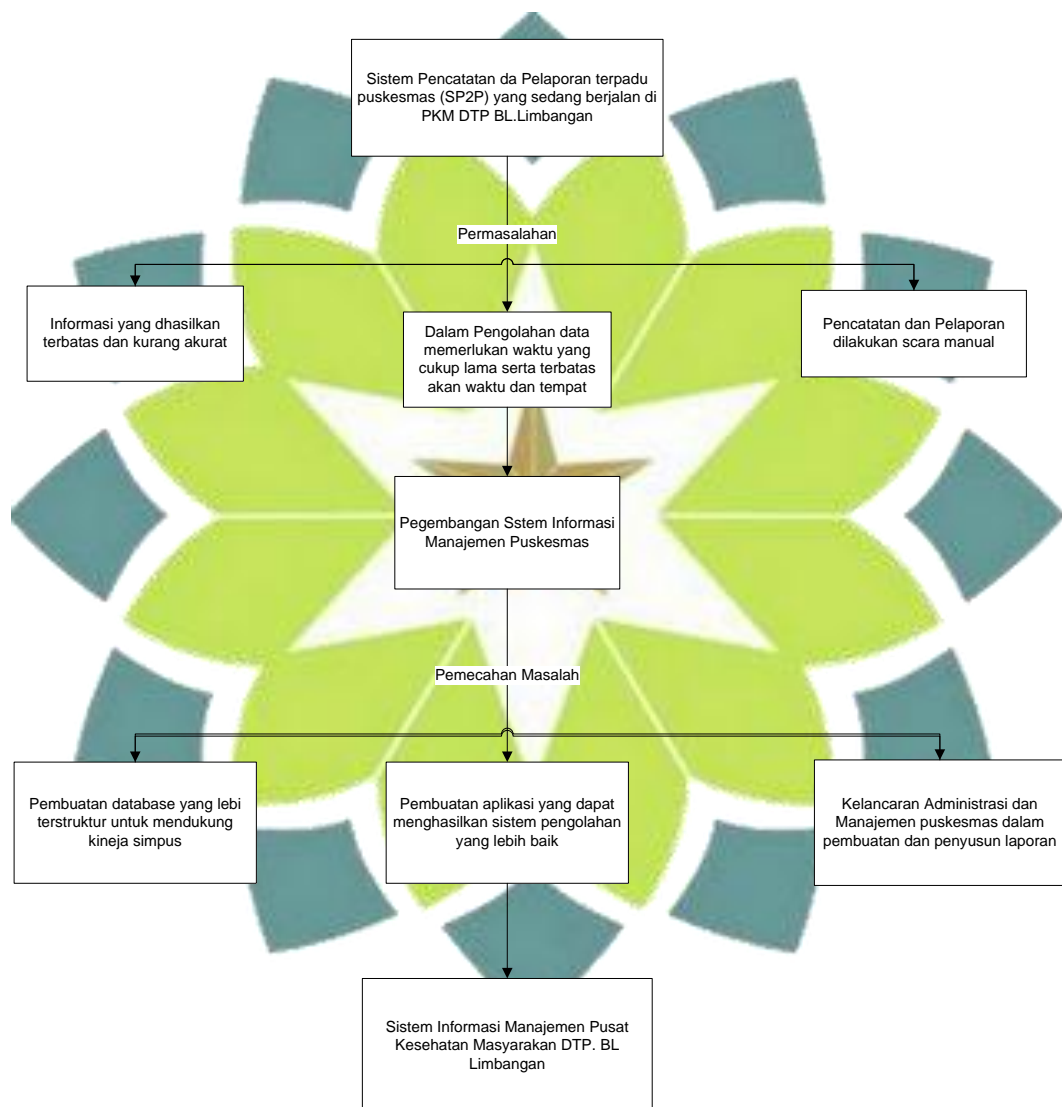 Sistem Pencatatan da Pelaporan terpadu
puskesmas (SP2P) yang sedang berjalan di
PKM DTP BL.Limbangan
Permasalahan
Informasi yang dhasilkan
terbatas dan kurang akurat
Dalam Pengolahan data
memerlukan waktu yang
cukup lama serta terbatas
akan waktu dan tempat
Pencatatan dan Pelaporan
dilakukan scara manual
Pegembangan Sstem Informasi
Manajemen Puskesmas
Pemecahan Masalah
Pembuatan database yang lebi
terstruktur untuk mendukung
kineja simpus
Pembuatan aplikasi yang dapat
menghasilkan sistem pengolahan
yang lebih baik
Kelancaran Administrasi dan
Manajemen puskesmas dalam
pembuatan dan penyusun laporan
Sistem Informasi Manajemen Pusat
Kesehatan Masyarakan DTP. BL
Limbangan